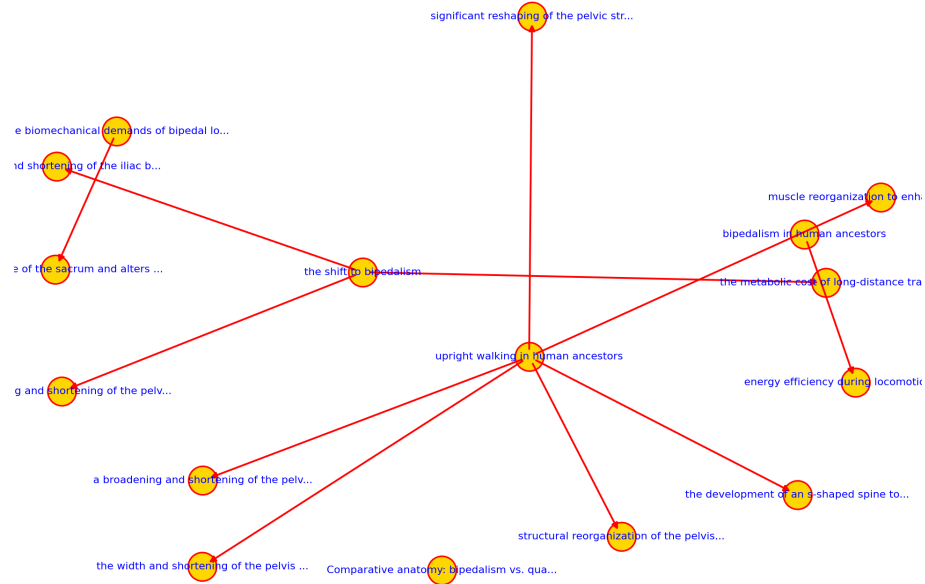 significant reshaping of the pelvic str...
e biomechanical demands of bipedal lo...
nd shortening of the iliac b...
muscle reorganization to enha
bipedalism in human ancestors
e of the sacrum and alters ...
the shift to bipedalism
the metabolic cost of long-distance tra
upright walking in human ancestors
energy efficiency during locomotio
g and shortening of the pelv...
a broadening and shortening of the pelv...
the development of an s-shaped spine to...
structural reorganization of the pelvis...
the width and shortening of the pelvis ...
Comparative anatomy: bipedalism vs. qua...